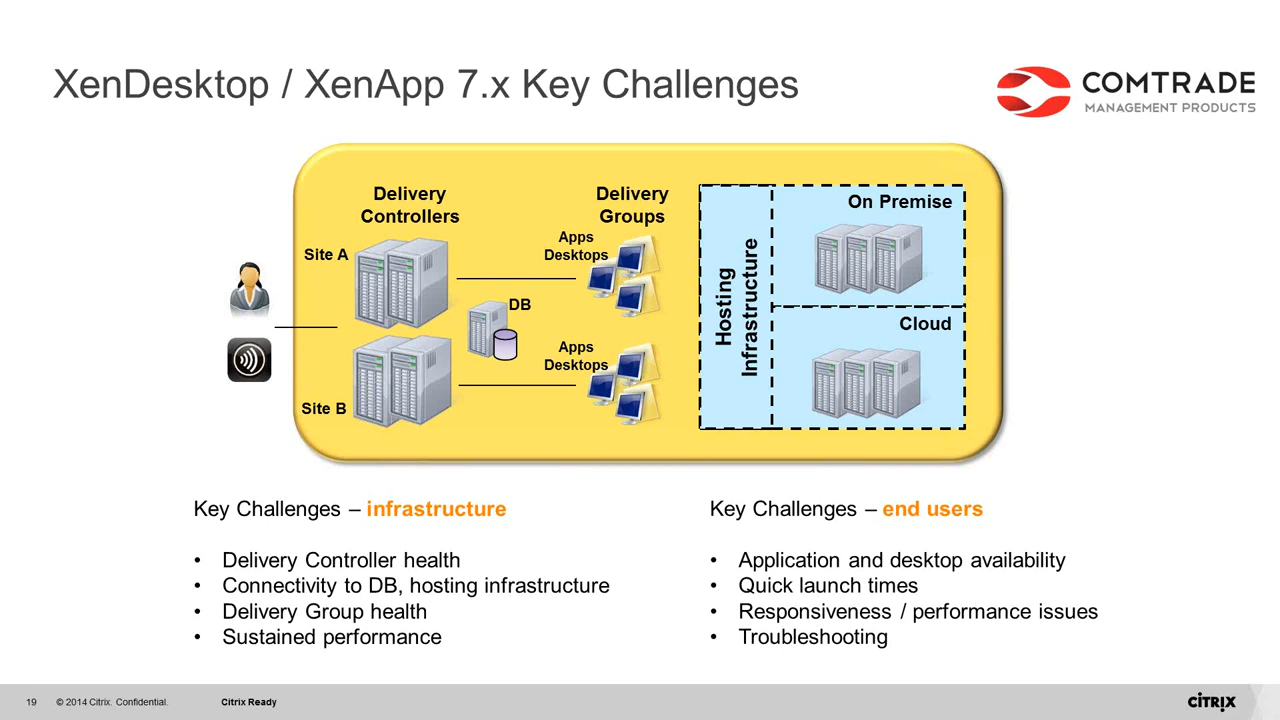 XenDesktop / XenApp 7.x Key Challenges
COMTRADE
MANAGEMENT PRODUCTS
Delivery
Controllers
Delivery
Groups
Site A
Apps
Desktops
DB
Apps
Desktops
Site B
Hosting
Infrastructure
On Premise
Cloud
Key Challenges – infrastructure
• Delivery Controller health
• Connectivity to DB, hosting infrastructure
• Delivery Group health
• Sustained performance
Key Challenges – end users
• Application and desktop availability
• Quick launch times
• Responsiveness / performance issues
• Troubleshooting
19 © 2014 Citrix. Confidential. Citrix Ready
CITRIX